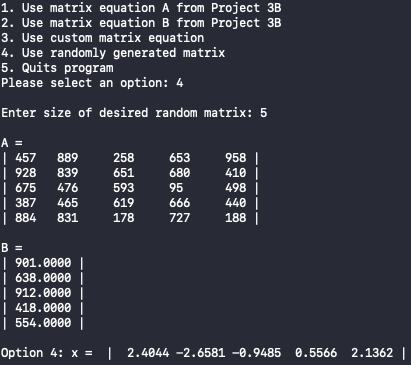 1. Use matrix equation A from Project 3B
2. Use matrix equation B from Project 3B
3. Use custom matrix equation
4. Use randomly generated matrix
5. Quits program
Please select an option: 4
Enter size of desired random matrix: 5
A =
| 457 889 258 653 958 |
| 928 839 651 680 410 |
| 675 476 593 95 498 |
| 387 465 619 666 440 |
| 884 831 178 727 188 |
B =
| 901.0000 |
| 638.0000 |
| 912.0000 |
| 418.0000 |
| 554.0000 |
Option 4: x = | 2.4044 -2.6581 -0.9485 0.5566 2.1362 |